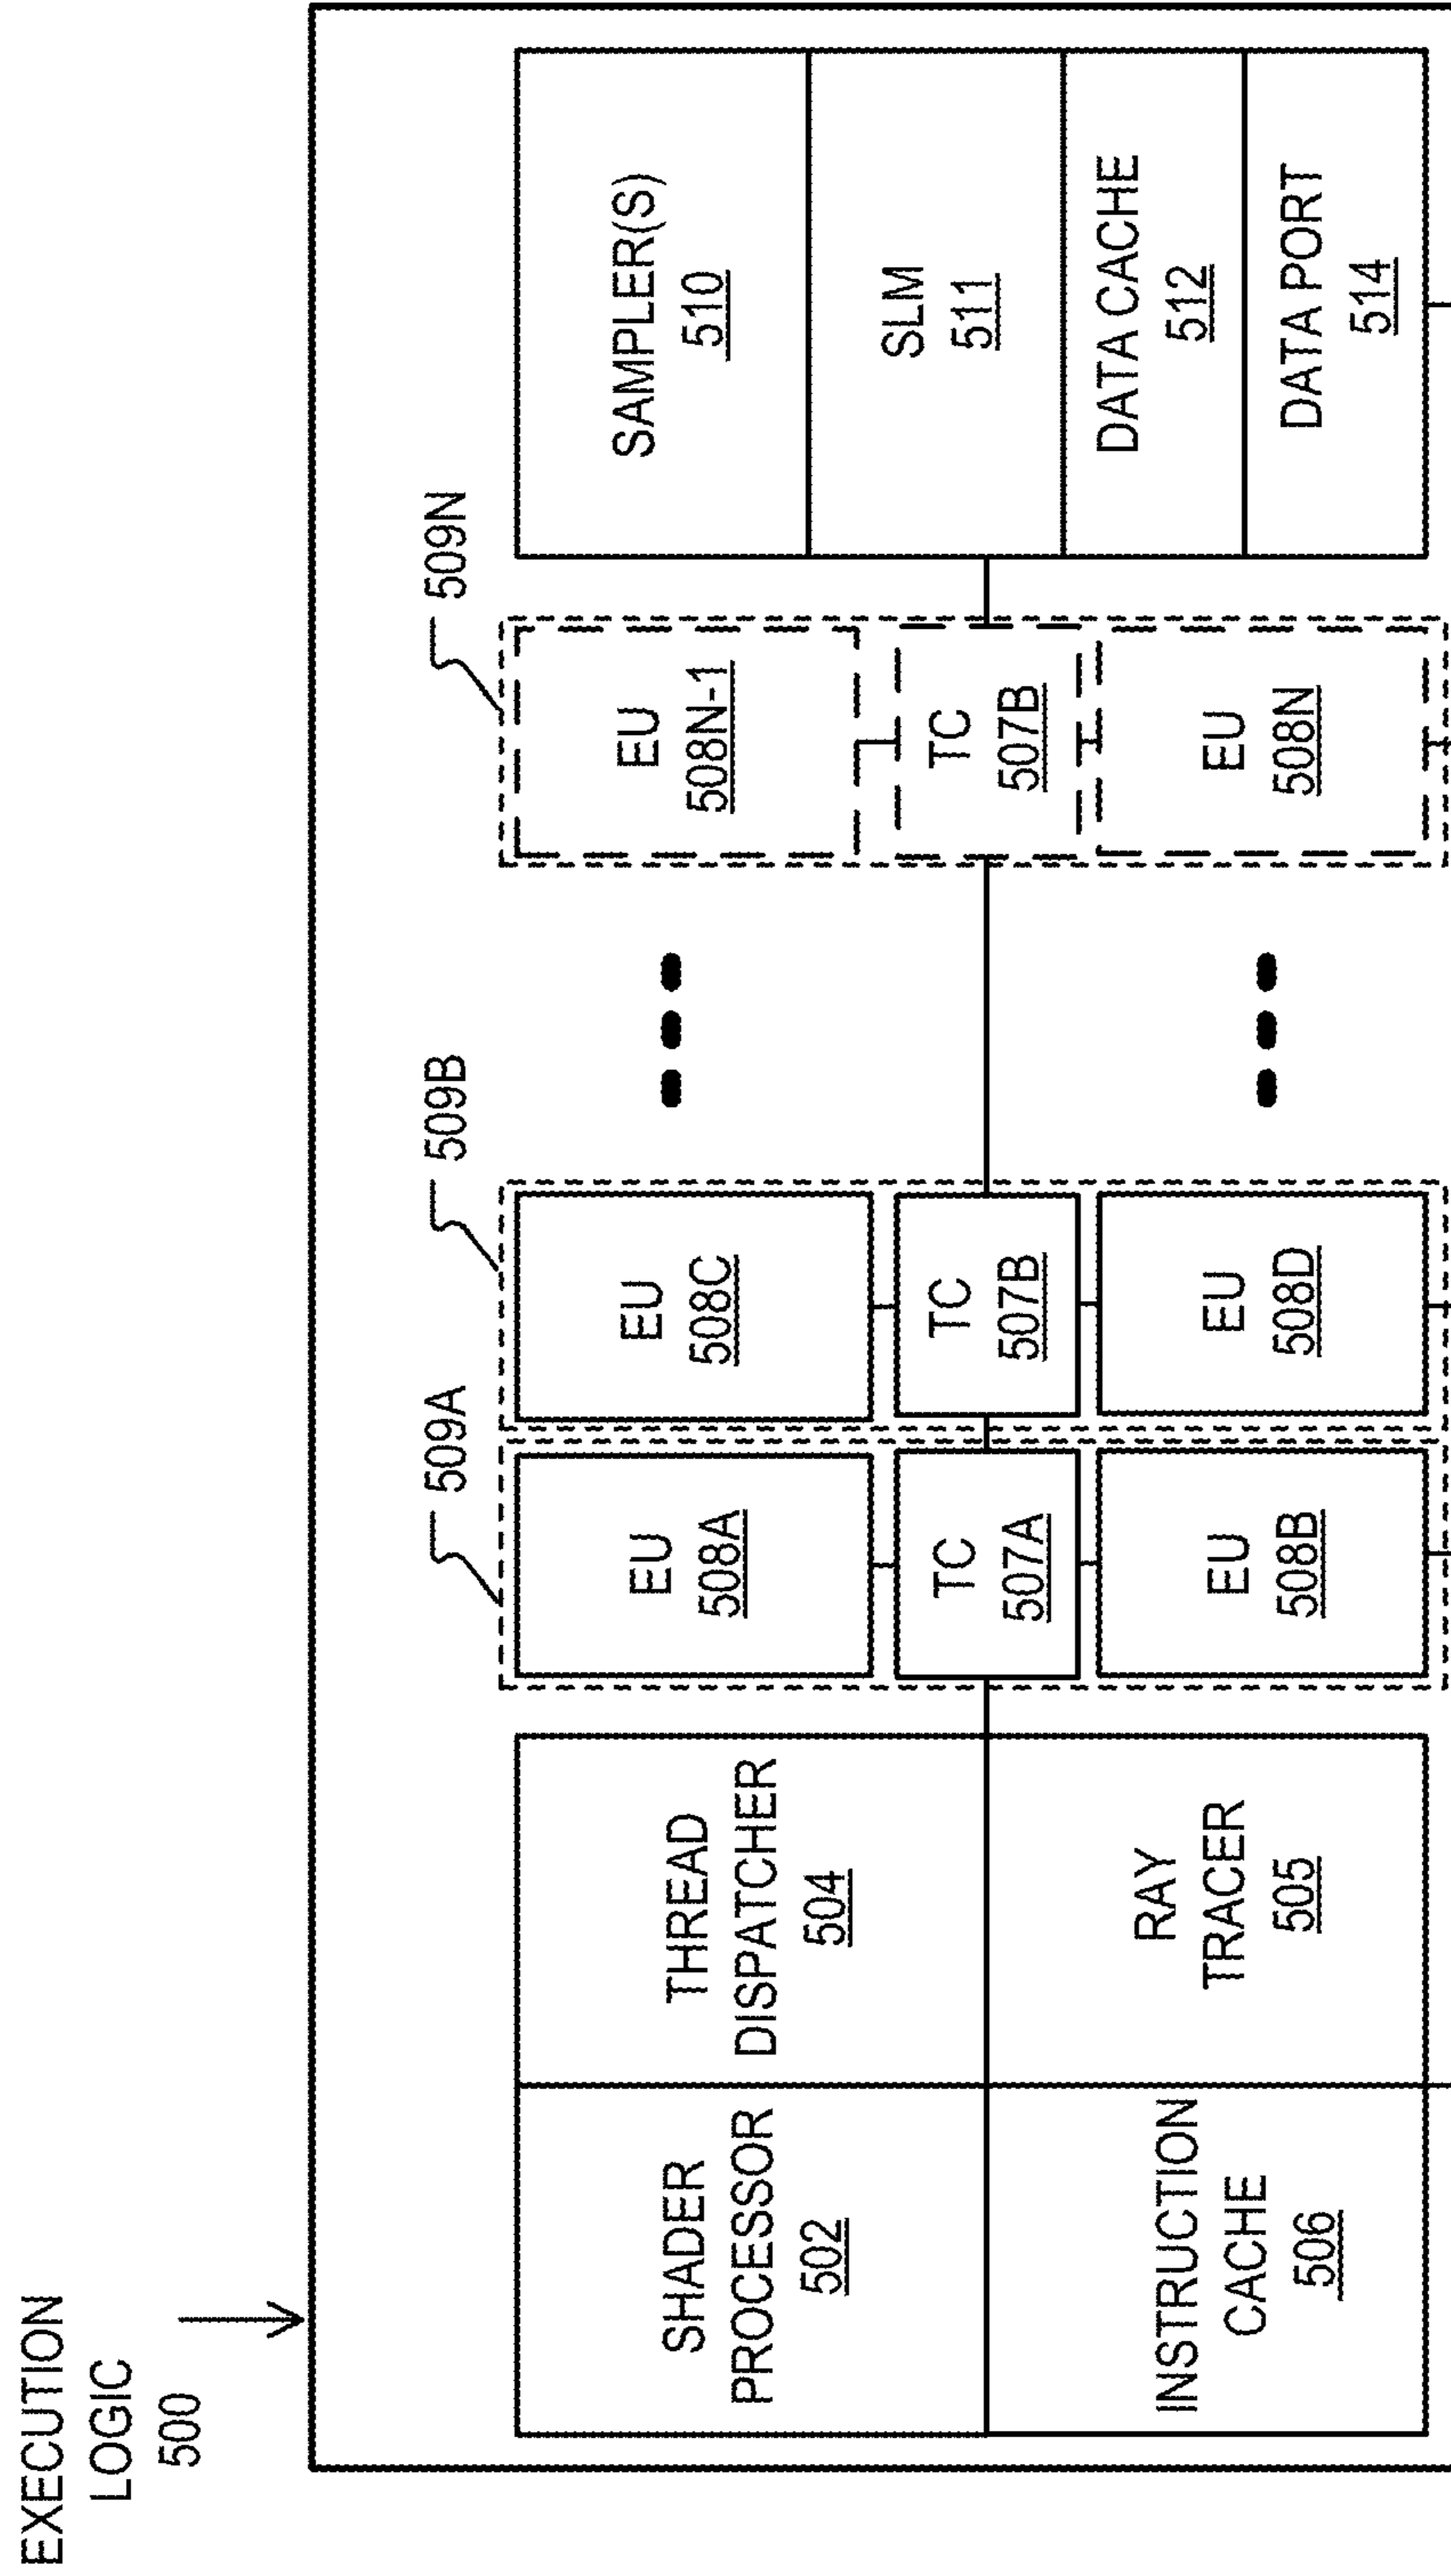 EXECUTION
LOGIC
500
509A
509B
509N
SHADER
PROCESSOR
502
THREAD
DISPATCHER
504
EU
508A
EU
508C
EU
508N-1
SAMPLER(S)
510
TC
507A
TC
507B
TC
507B
SLM
511
INSTRUCTION
CACHE
506
RAY
TRACER
505
EU
508B
EU
508D
EU
508N
DATA CACHE
512
DATA PORT
514